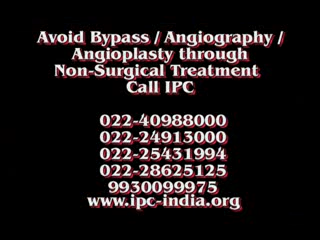 Avoid Bypass / Angiography /
Angioplasty through
Non-Surgical Treatment
Call IPC
022-40988000
022-24913000
022-25431994
022-28625125
9930099975
www.ipc-india.org